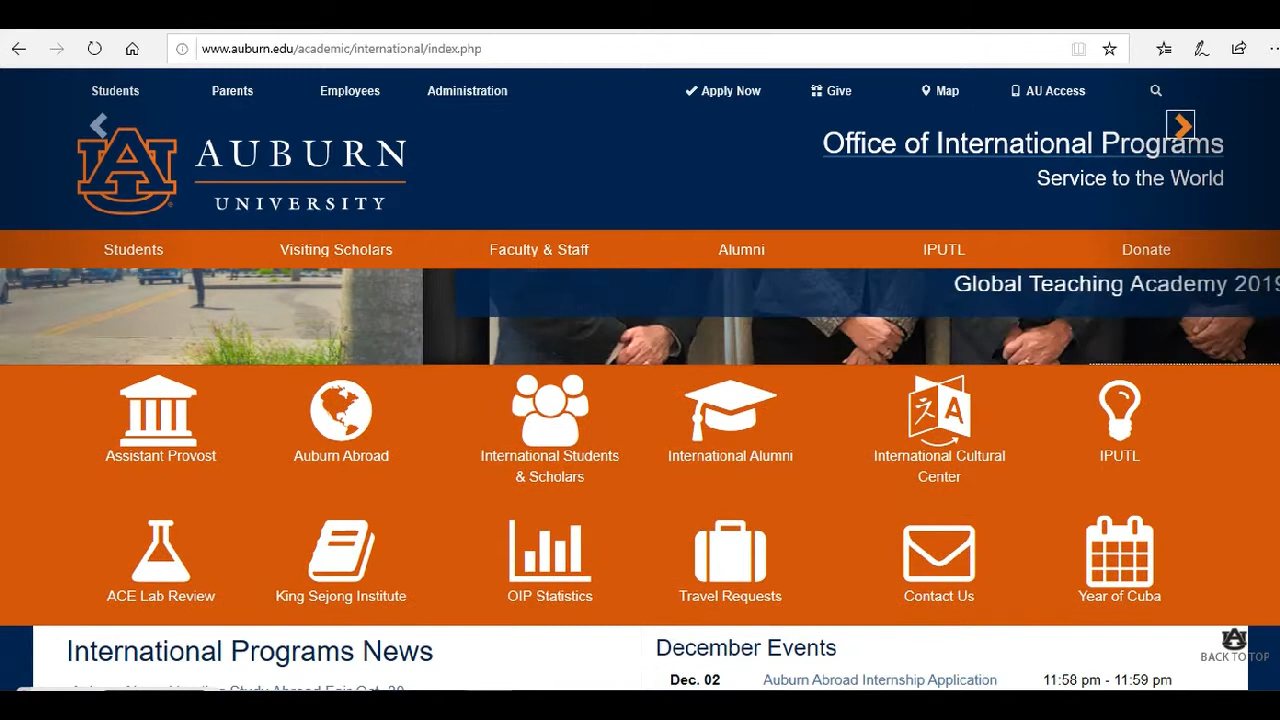 www.auburn.edu/academic/international/index.php
Students Parents Employees Administration Apply Now Give Map AU Access
AUBURN
UNIVERSITY
Office of International Programs
Service to the World
Students Visiting Scholars Faculty & Staff Alumni IPUTL Donate
Global Teaching Academy 2019
Assistant Provost Auburn Abroad International Students & Scholars International Alumni International Cultural Center IPUTL
ACE Lab Review King Sejong Institute OIP Statistics Travel Requests Contact Us Year of Cuba
International Programs News
December Events
BACK TO TOP
Dec. 02 Auburn Abroad Internship Application 11:58 pm - 11:59 pm